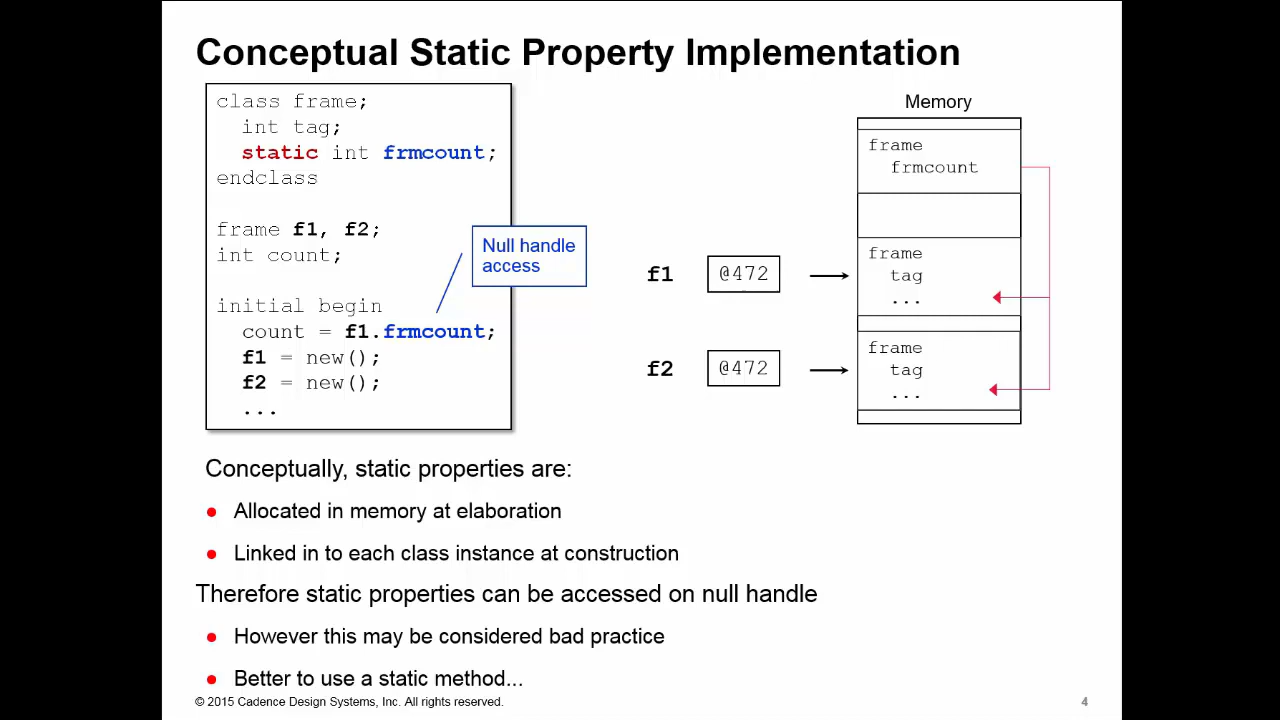 Conceptual Static Property Implementation
class frame;
int tag;
static int frmcount;
endclass
frame f1, f2;
int count;
initial begin
count = f1.frmcount;
f1 = new();
f2 = new();
...
Null handle
access
Memory
frame
frmcount
f1 @472
frame
tag
...
f2 @472
frame
tag
...
Conceptually, static properties are:
● Allocated in memory at elaboration
● Linked in to each class instance at construction
Therefore static properties can be accessed on null handle
● However this may be considered bad practice
● Better to use a static method...
© 2015 Cadence Design Systems, Inc. All rights reserved.
4